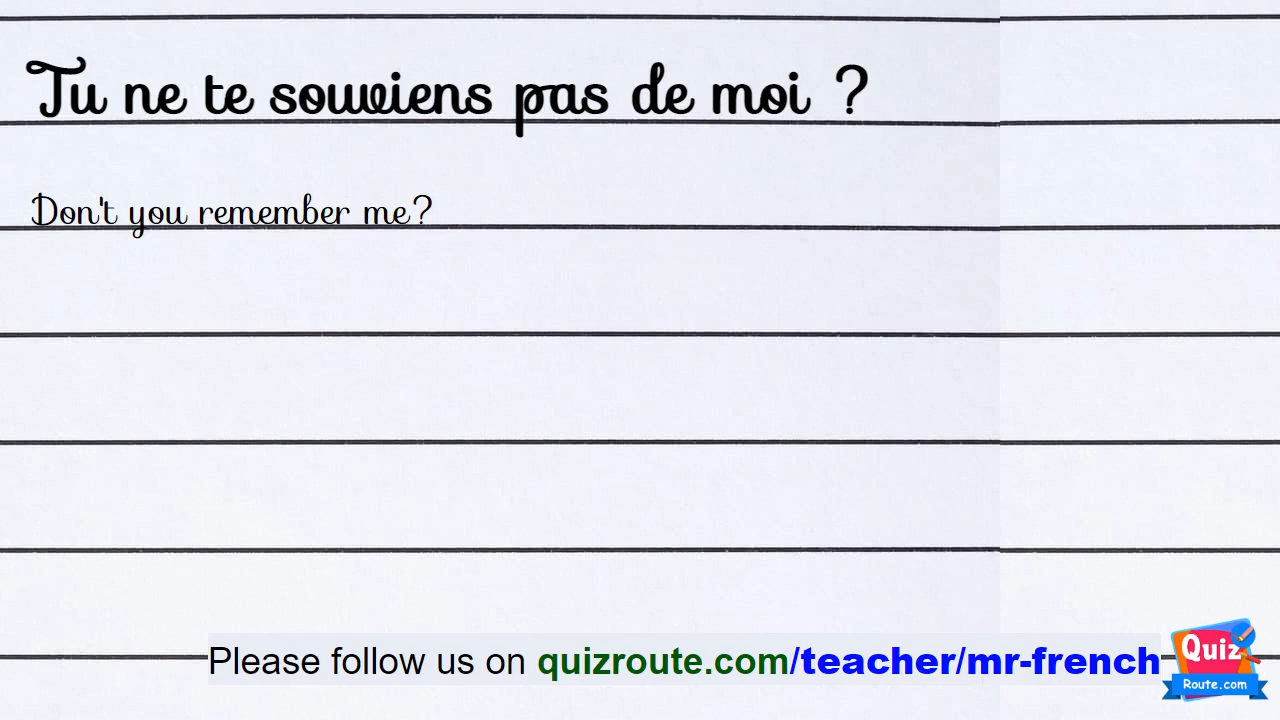 Tu ne te souviens pas de moi ?
Don't you remember me?
Please follow us on quizroute.com/teacher/mr-french
Quiz
Route.com